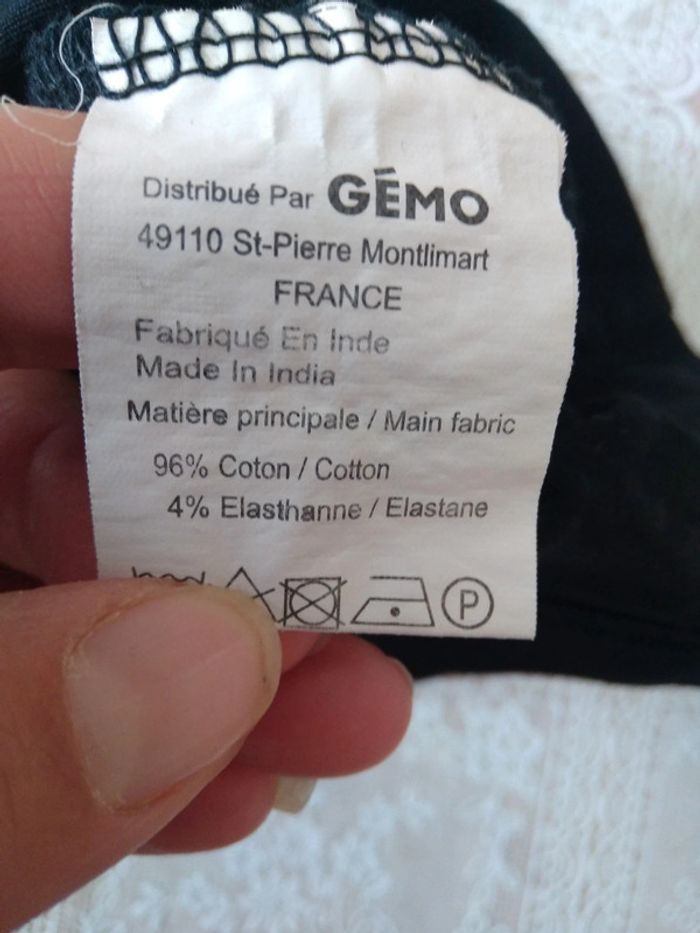 Distribué Par GÉMO
49110 St-Pierre Montlimart
FRANCE
Fabriqué En Inde
Made In India
Matière principale / Main fabric
96% Coton / Cotton
4% Elasthanne / Elastane
P